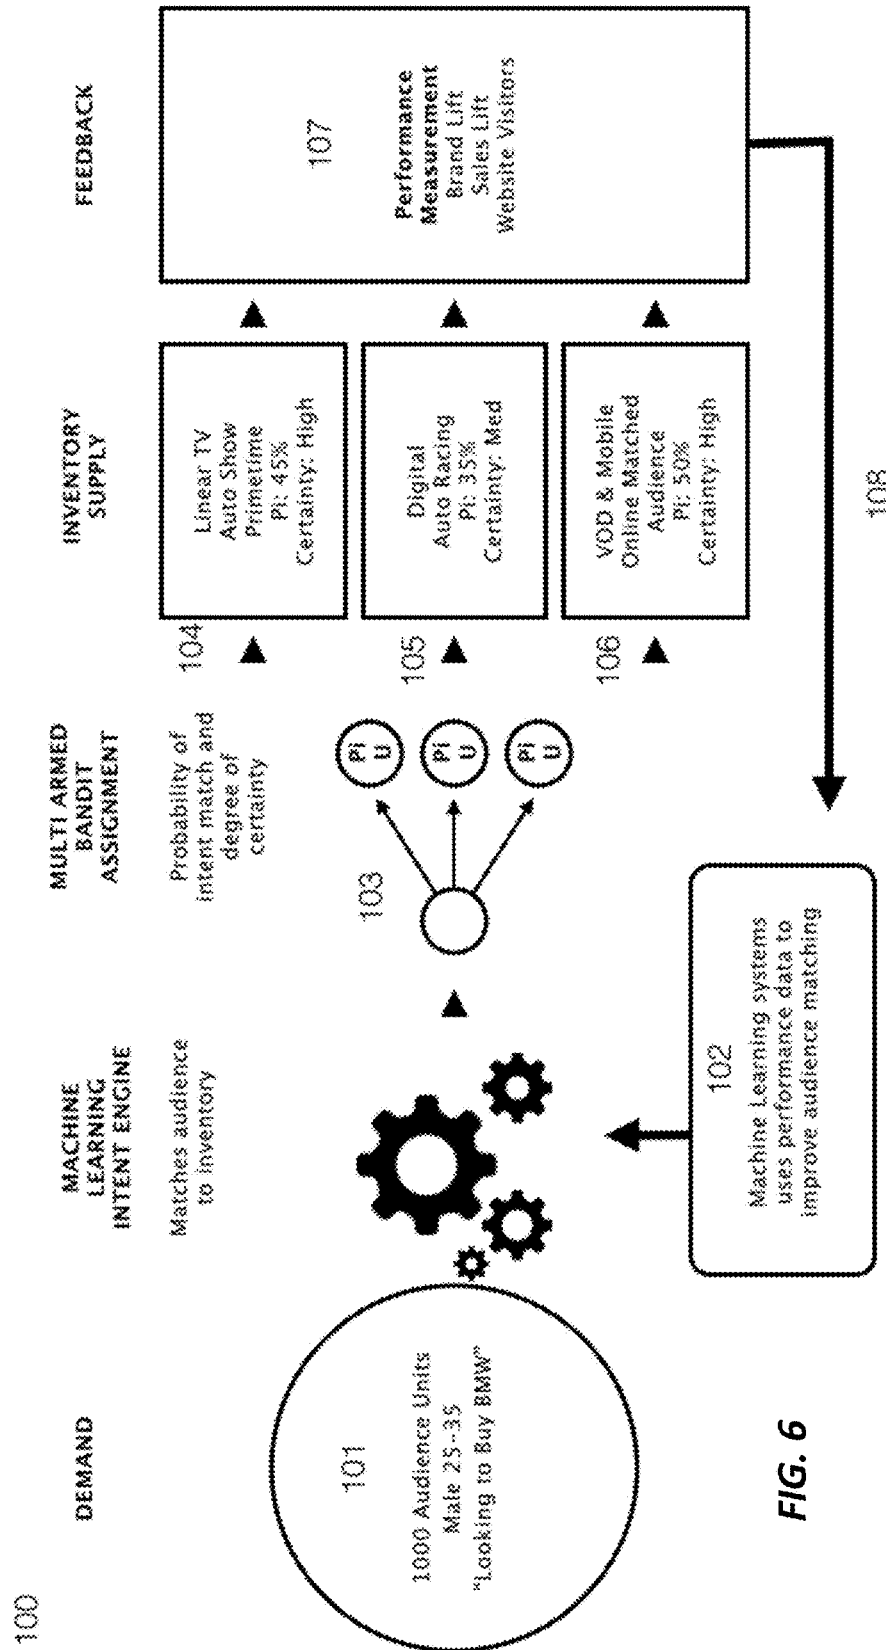 100
DEMAND
MACHINE
LEARNING
INTENT ENGINE
MULTI ARMED
BANDIT
ASSIGNMENT
INVENTORY
SUPPLY
FEEDBACK
Matches audience
to inventory
Probability of
intent match and
degree of
certainty
101
1000 Audience Units
Male 25--35
"Looking to Buy BMW"
103
Pi
U
Pi
U
Pi
U
104
Linear TV
Auto Show
Primetime
Pi: 45%
Certainty: High
105
Digital
Auto Racing
Pi: 35%
Certainty: Med
106
VOD & Mobile
Online Matched
Audience
Pi: 50%
Certainty: High
107
Performance
Measurement
Brand Lift
Sales Lift
Website Visitors
102
Machine Learning systems
uses performance data to
improve audience matching
108
FIG. 6